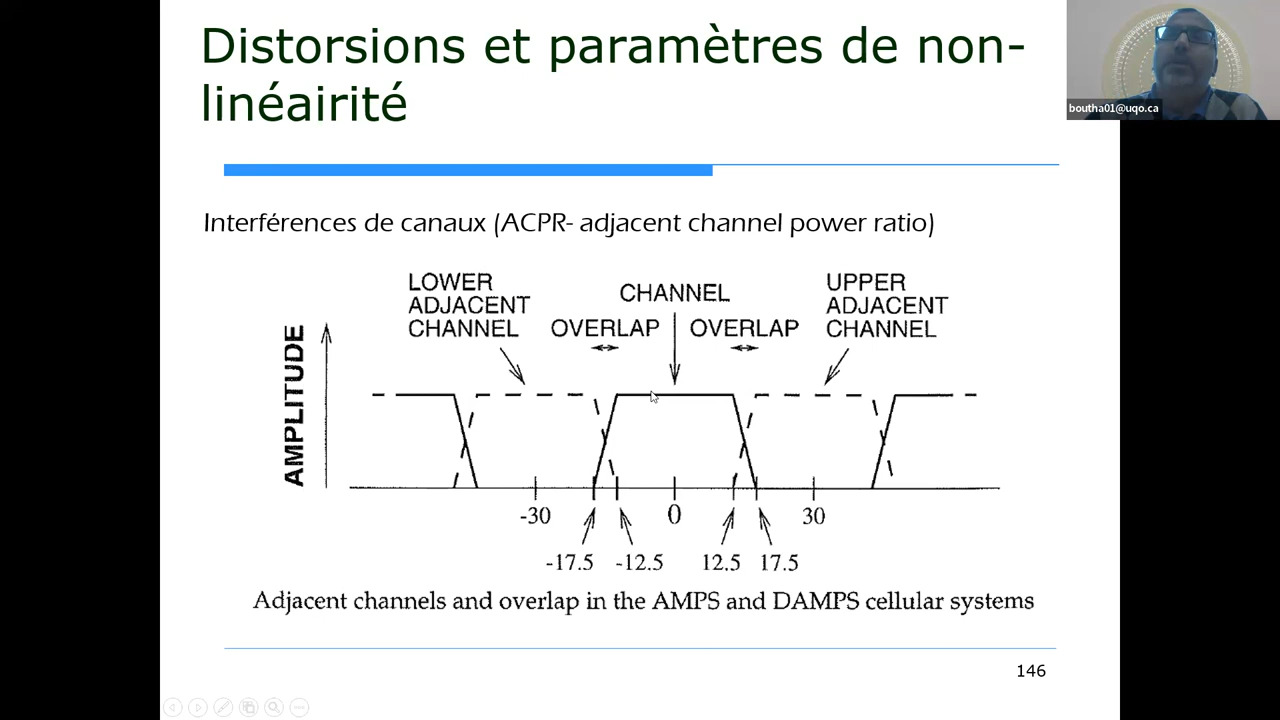 Distorsions et paramètres de non-
linéairité
boutha01@uqo.ca
Interférences de canaux (ACPR- adjacent channel power ratio)
LOWER
ADJACENT
CHANNEL
OVERLAP
CHANNEL
OVERLAP
UPPER
ADJACENT
CHANNEL
AMPLITUDE
-30
0
30
-17.5
-12.5
12.5
17.5
Adjacent channels and overlap in the AMPS and DAMPS cellular systems
146